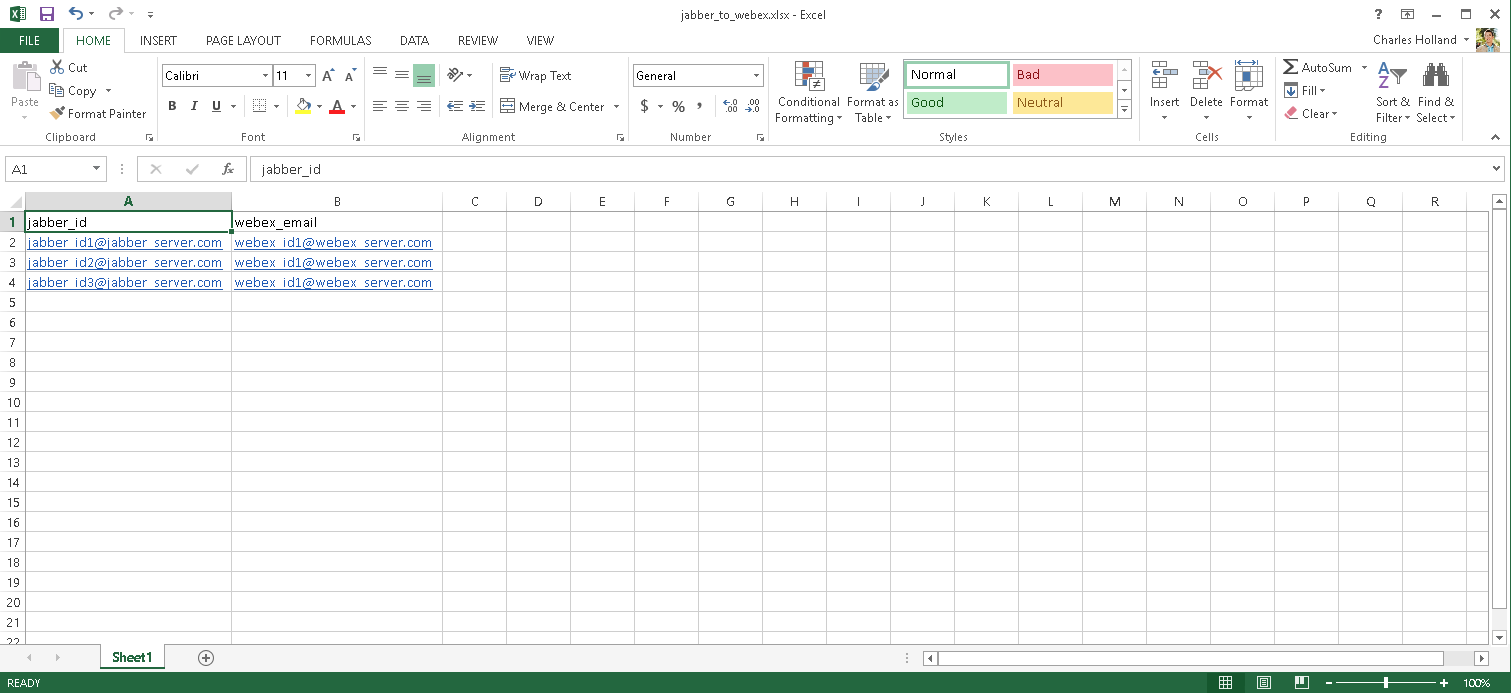 jabber_to_webex.xlsx - Excel
?
FILE HOME INSERT PAGE LAYOUT FORMULAS DATA REVIEW VIEW
Charles Holland
Paste
Cut
Copy
Format Painter
Clipboard
Calibri 11 A A
B I U A
Font
Wrap Text
Merge & Center
Alignment
General
$ % ,
.00 .0 .00 .0
Number
Conditional Formatting
Format as Table
Normal Bad
Good Neutral
Styles
Insert Delete Format
Cells
AutoSum
Fill
Clear
Sort & Filter
Find & Select
Editing
A1 fx jabber_id
A B C D E F G H I J K L M N O P Q R
1 jabber_id webex_email
2 jabber_id1@jabber_server.com webex_id1@webex_server.com
3 jabber_id2@jabber_server.com webex_id1@webex_server.com
4 jabber_id3@jabber_server.com webex_id1@webex_server.com
5
6
7
8
9
10
11
12
13
14
15
16
17
18
19
20
21
22
Sheet1
READY
100%